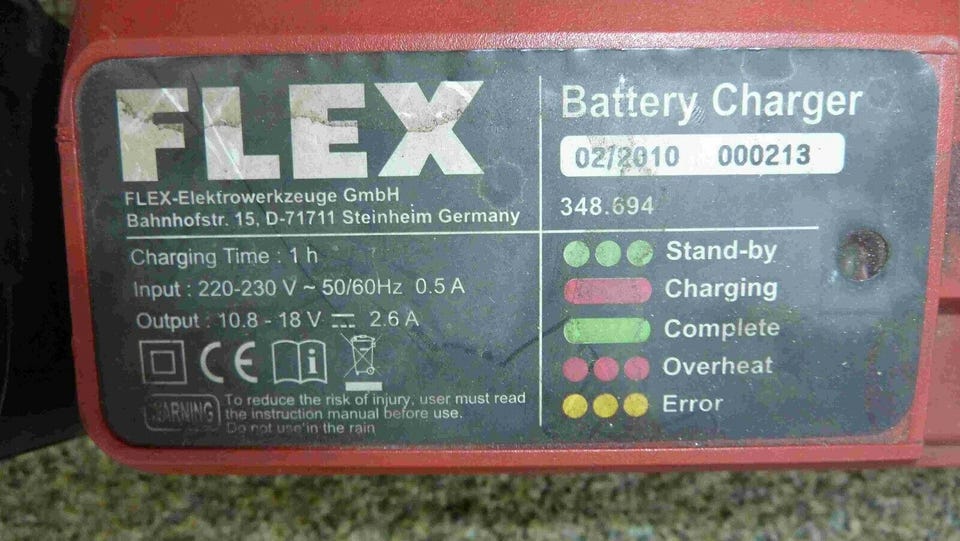 FLEX
FLEX-Elektrowerkzeuge GmbH
Bahnhofstr. 15, D-71711 Steinheim Germany
Charging Time : 1 h
Input : 220-230 V ~ 50/60Hz 0.5 A
Output : 10.8 - 18 V ⎓ 2.6 A
CE
i
WARNING
To reduce the risk of injury, user must read
the instruction manual before use.
Do not use in the rain
Battery Charger
02/2010 000213
348.694
Stand-by
Charging
Complete
Overheat
Error